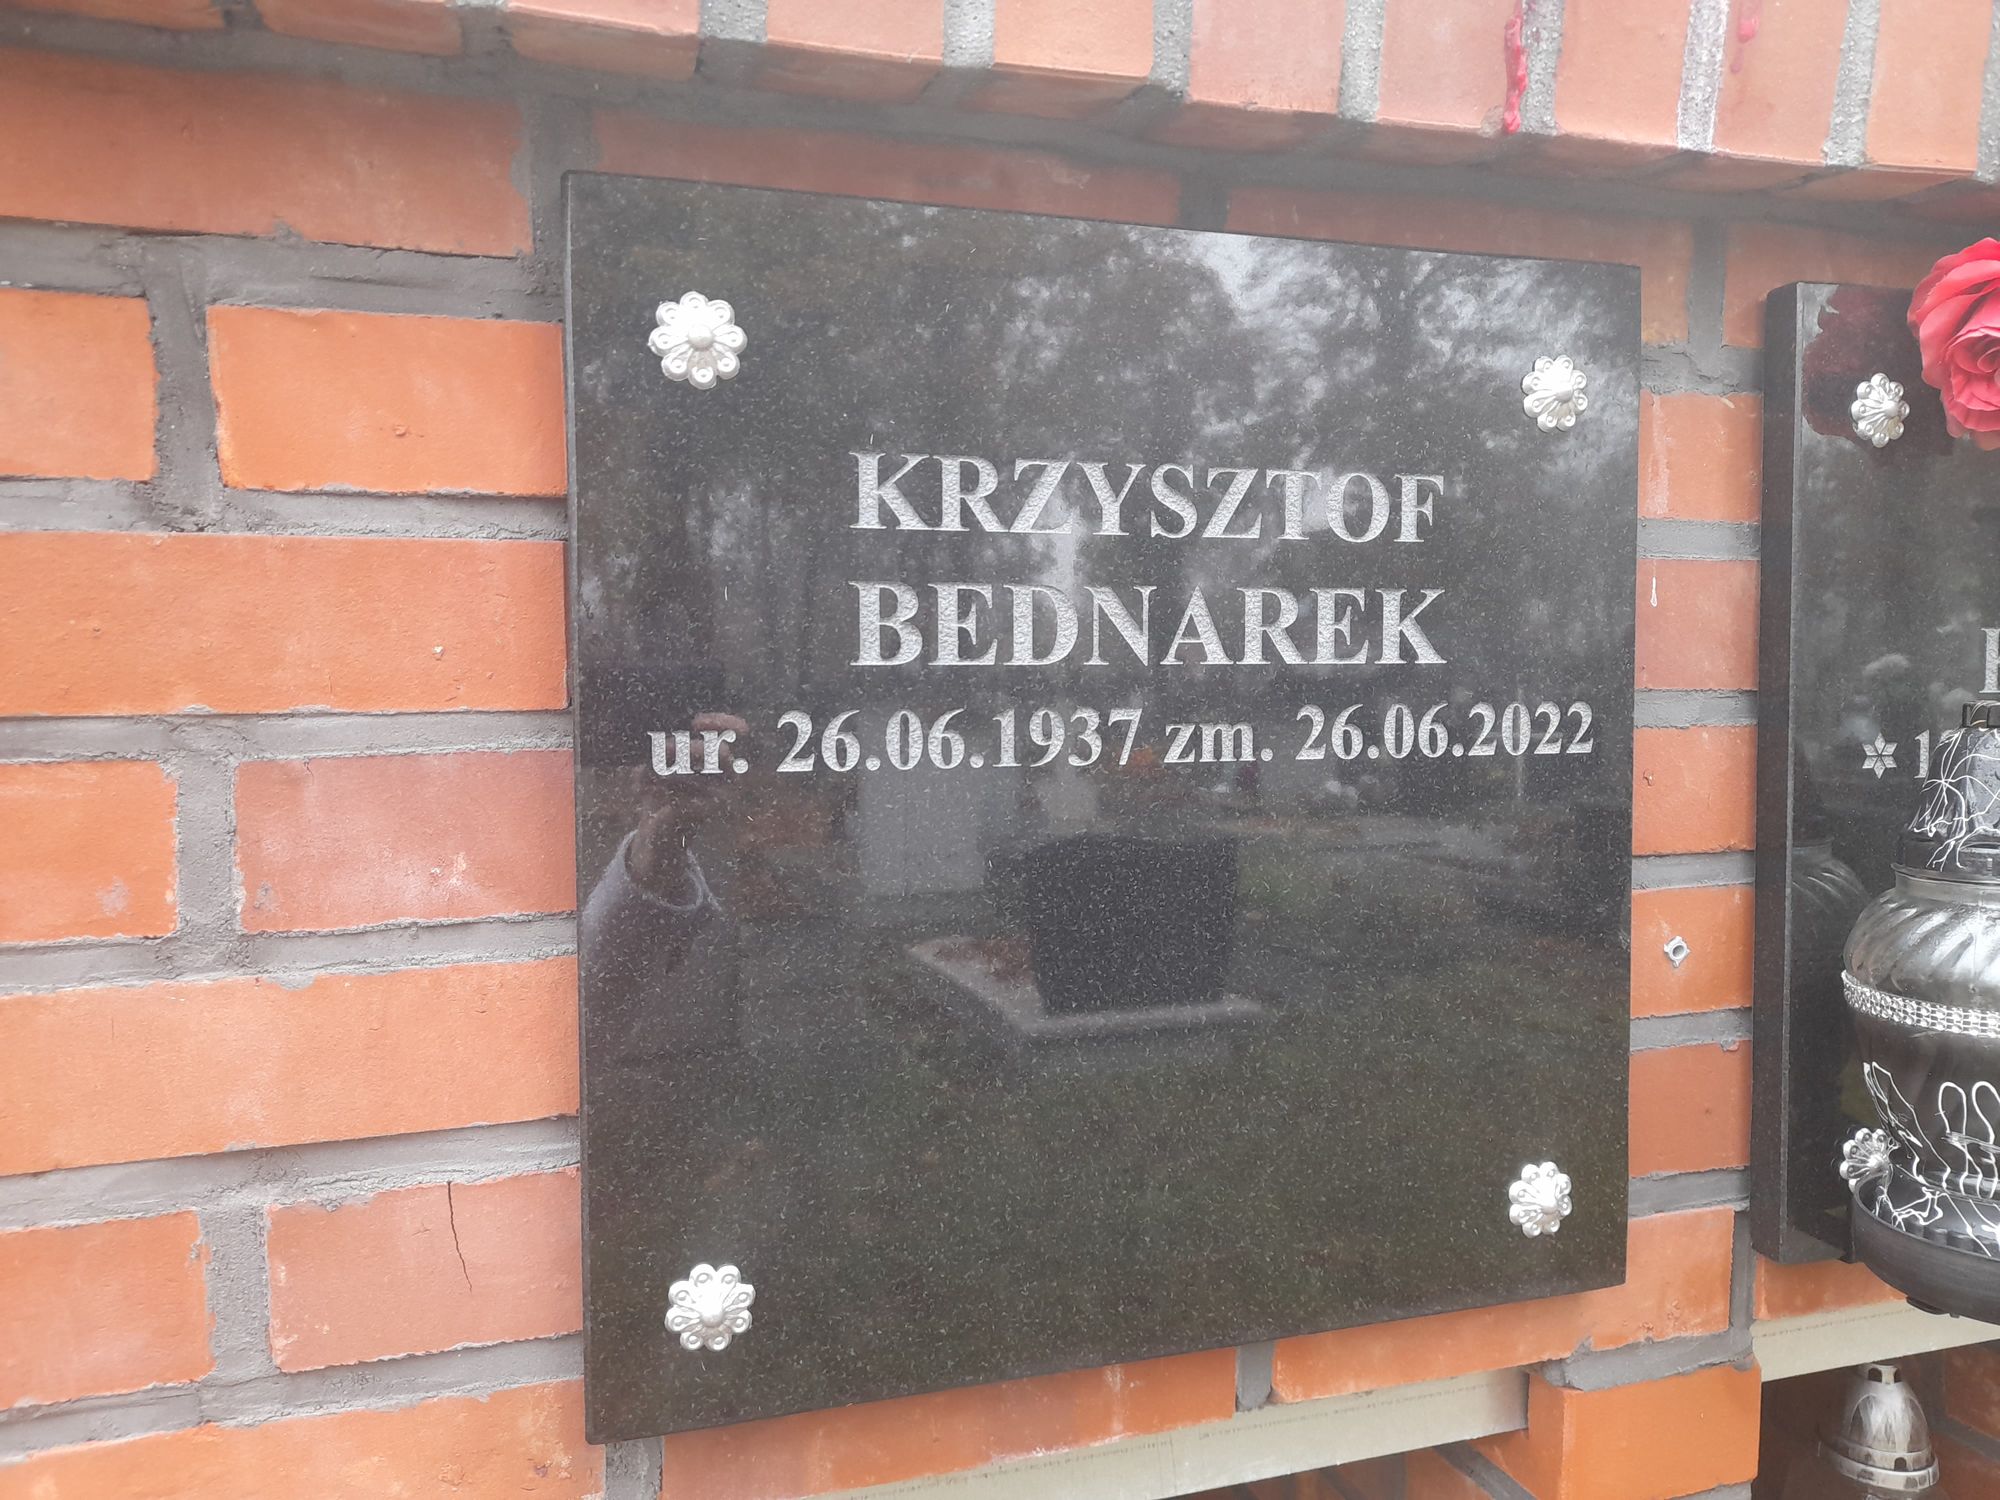 KRZYSZTOF
BEDNAREK
ur. 26.06.1937 zm. 26.06.2022